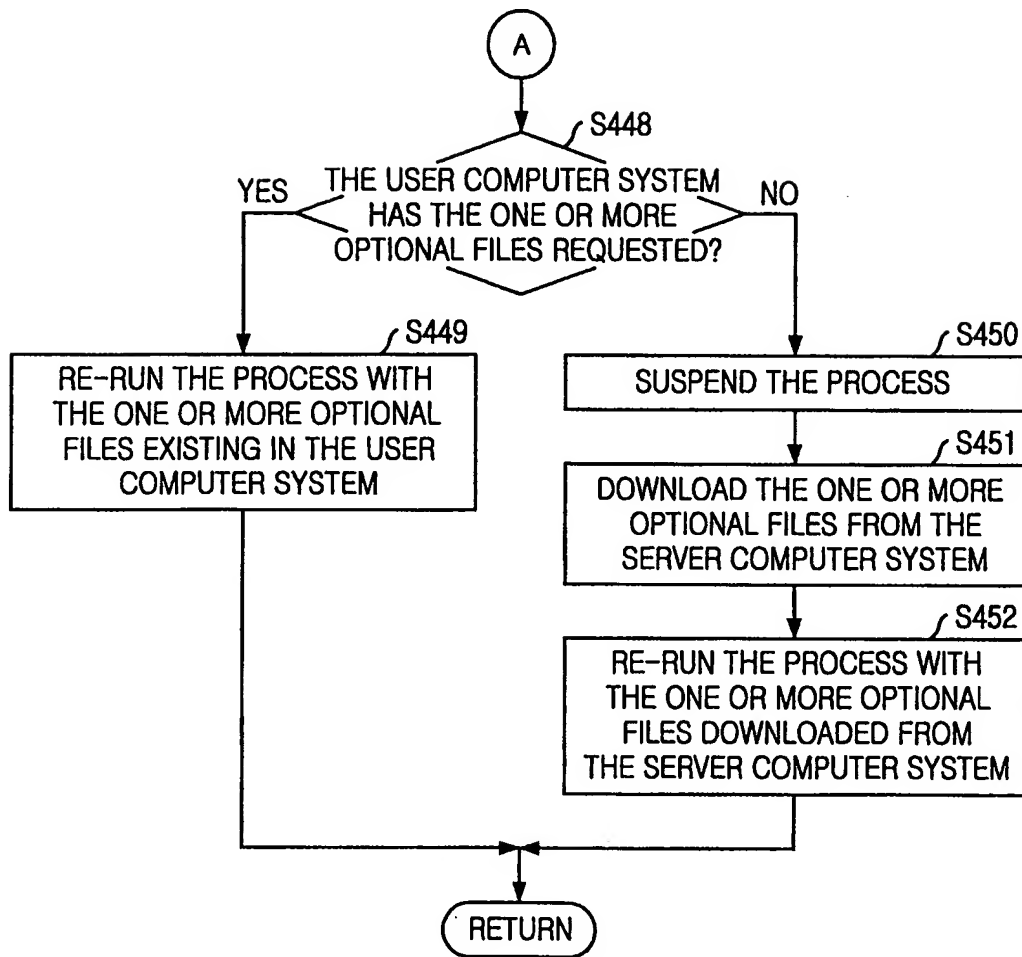 A
S448
YES
THE USER COMPUTER SYSTEM
HAS THE ONE OR MORE
OPTIONAL FILES REQUESTED?
NO
S449
RE-RUN THE PROCESS WITH
THE ONE OR MORE OPTIONAL
FILES EXISTING IN THE USER
COMPUTER SYSTEM
S450
SUSPEND THE PROCESS
S451
DOWNLOAD THE ONE OR MORE
OPTIONAL FILES FROM THE
SERVER COMPUTER SYSTEM
S452
RE-RUN THE PROCESS WITH
THE ONE OR MORE OPTIONAL
FILES DOWNLOADED FROM
THE SERVER COMPUTER SYSTEM
RETURN